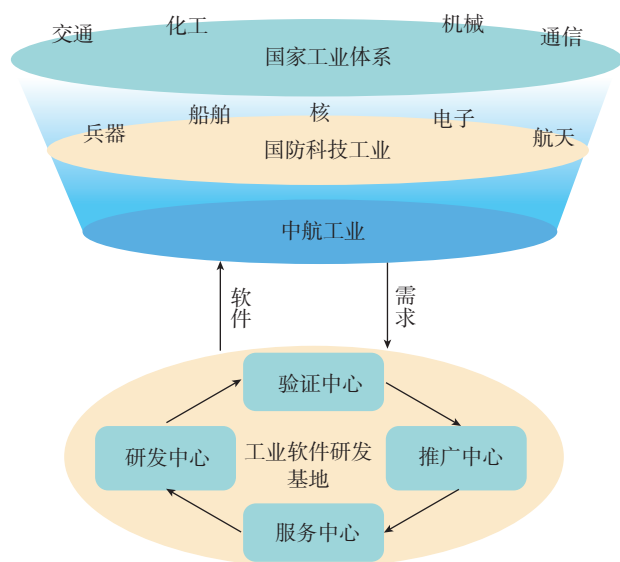 交通
化工
机械
通信
国家工业体系
兵器
船舶
核
电子
航天
国防科技工业
中航工业
软件
需求
验证中心
研发中心
工业软件研发
基地
推广中心
服务中心